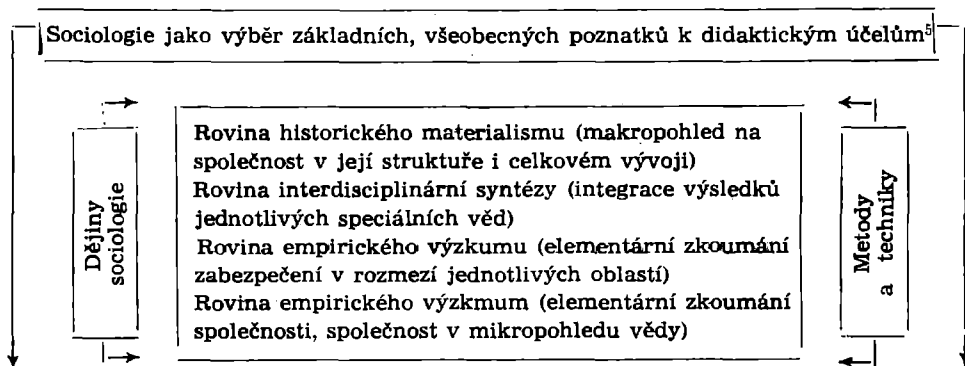 Sociologie jako výběr základních, všeobecných poznatků k didaktickým účelům⁵
Dějiny
sociologie
Rovina historického materialismu (makropohled na
společnost v její struktuře i celkovém vývoji)
Rovina interdisciplinární syntézy (integrace výsledků
jednotlivých speciálních věd)
Rovina empirického výzkumu (elementární zkoumání
zabezpečení v rozmezí jednotlivých oblastí)
Rovina empirického výzkmum (elementární zkoumání
společnosti, společnost v mikropohledu vědy)
Metody
a techniky